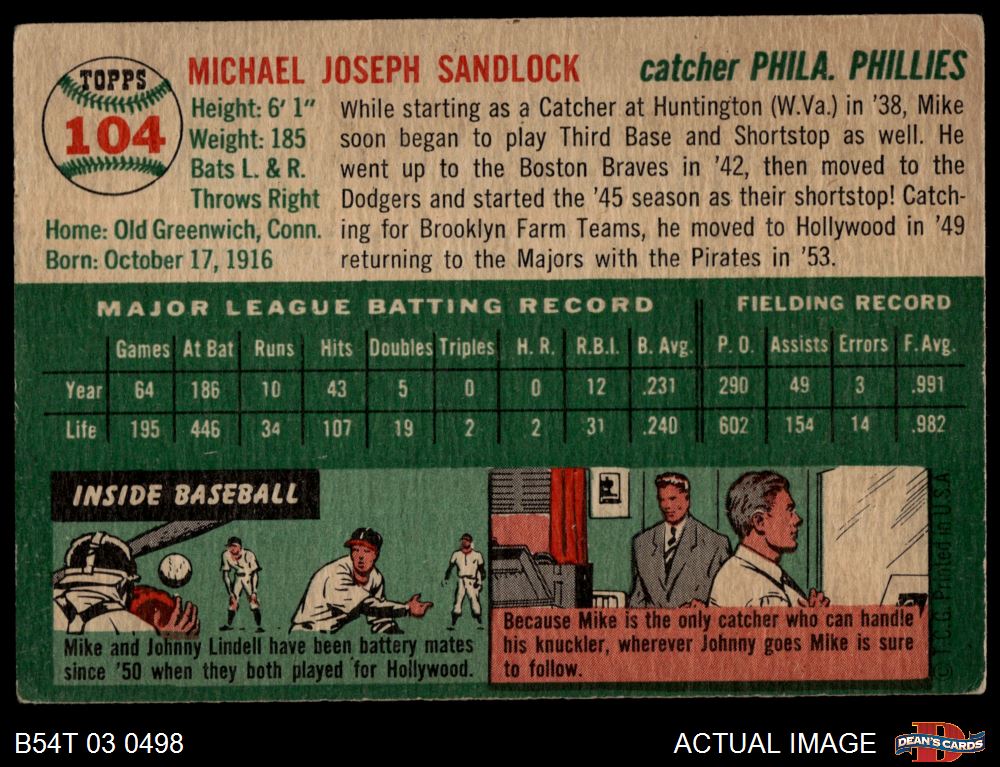 TOPPS
104
MICHAEL JOSEPH SANDLOCK
catcher PHILA. PHILLIES
Height: 6' 1"
Weight: 185
Bats L. & R.
Throws Right
Home: Old Greenwich, Conn.
Born: October 17, 1916
While starting as a Catcher at Huntington (W.Va.) in '38, Mike
soon began to play Third Base and Shortstop as well. He
went up to the Boston Braves in '42, then moved to the
Dodgers and started the '45 season as their shortstop! Catch-
ing for Brooklyn Farm Teams, he moved to Hollywood in '49
returning to the Majors with the Pirates in '53.
MAJOR LEAGUE BATTING RECORD FIELDING RECORD
Games At Bat Runs Hits Doubles Triples H. R. R.B.I. B. Avg. P. O. Assists Errors F. Avg.
Year 64 186 10 43 5 0 0 12 .231 290 49 3 .991
Life 195 446 34 107 19 2 2 31 .240 602 154 14 .982
INSIDE BASEBALL
Mike and Johnny Lindell have been battery mates
since '50 when they both played for Hollywood.
Because Mike is the only catcher who can handle
his knuckler, wherever Johnny goes Mike is sure
to follow.
© T.C.G. Printed in U.S.A
B54T 03 0498
ACTUAL IMAGE
DEAN'S CARDS